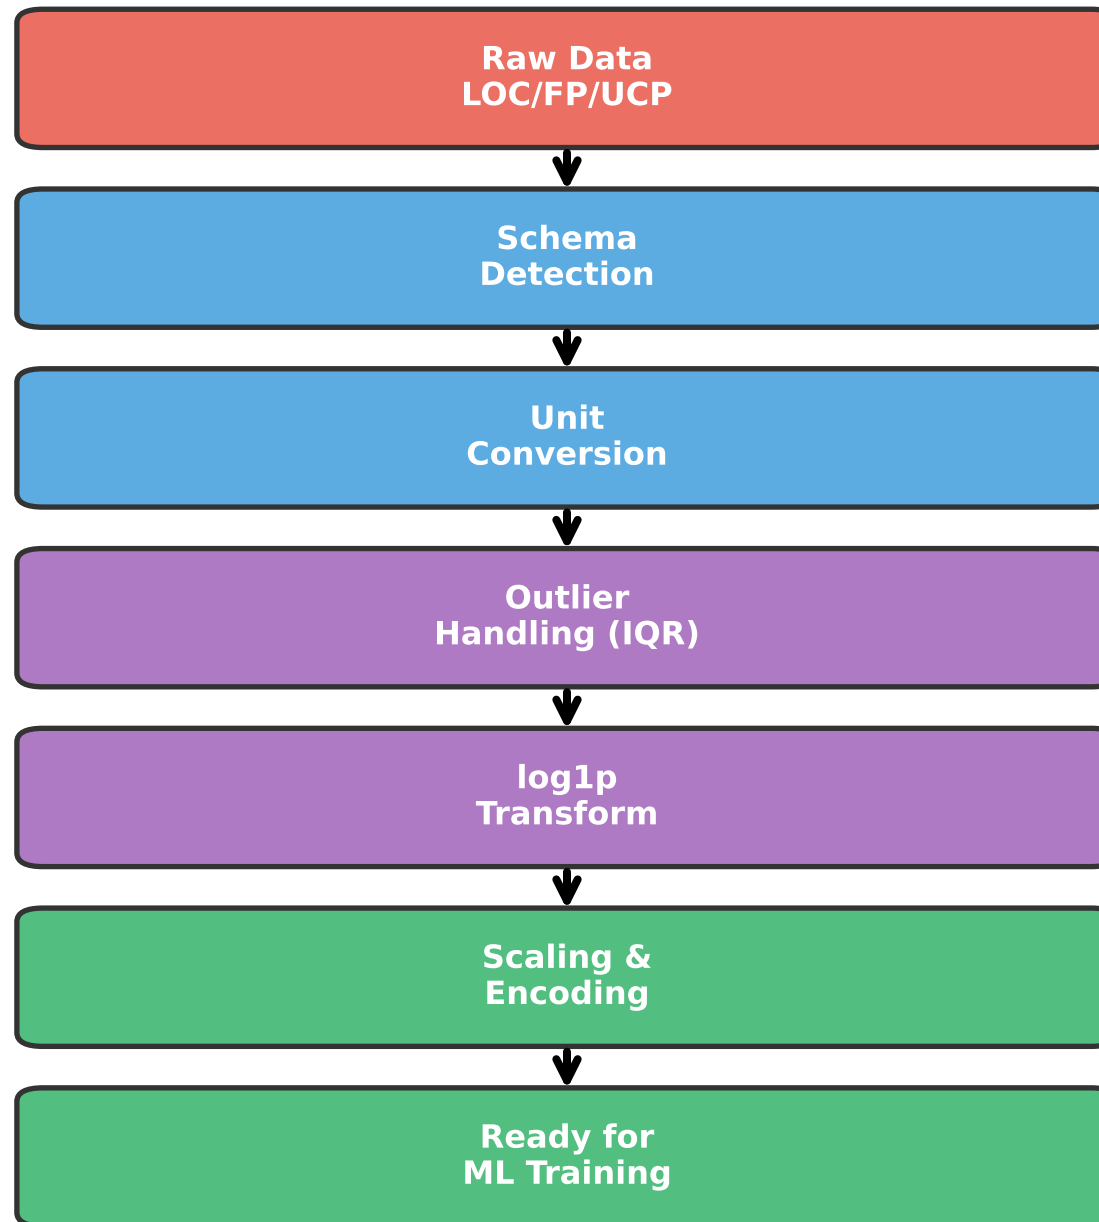 Raw Data
LOC/FP/UCP
Schema
Detection
Unit
Conversion
Outlier
Handling (IQR)
log1p
Transform
Scaling &
Encoding
Ready for
ML Training